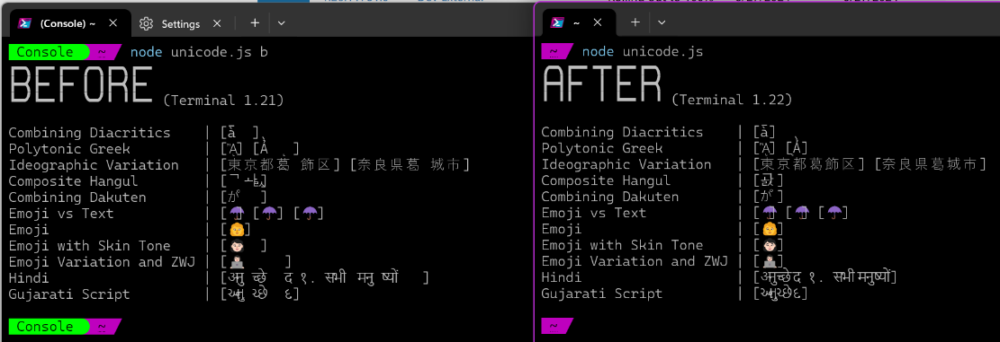 (Console) ~
Settings
Console ~ node unicode.js b
BEFORE (Terminal 1.21)
Combining Diacritics | [ǡ ]
Polytonic Greek | [ᾎ] [ ]
Ideographic Variation | [東京都葛 飾区] [奈良県葛 城市]
Composite Hangul | [ ]
Combining Dakuten | [が ]
Emoji vs Text | [☂] [☂] [☂]
Emoji | [👩‍🦲]
Emoji with Skin Tone | [ ]
Emoji Variation and ZWJ | [👨🏻‍💻 ]
Hindi | [अनु च्छे द १. सभी मनु ष्यों ]
Gujarati Script | [અનુ ચ્છે દ]
Console ~
~
~ node unicode.js
AFTER (Terminal 1.22)
Combining Diacritics | [ǡ]
Polytonic Greek | [ᾎ] [ ]
Ideographic Variation | [東京都葛飾区] [奈良県葛城市]
Composite Hangul | [ ]
Combining Dakuten | [が]
Emoji vs Text | [☂] [☂] [☂]
Emoji | [ ]
Emoji with Skin Tone | [ ]
Emoji Variation and ZWJ | [👨🏻‍💻]
Hindi | [अनुच्छेद १. सभी मनुष्यों]
Gujarati Script | [અનુચ્છેદ]
~